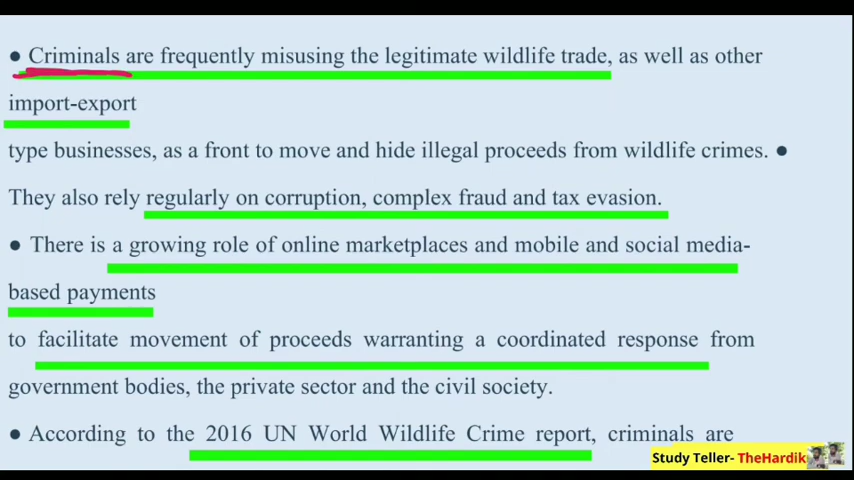 ● Criminals are frequently misusing the legitimate wildlife trade, as well as other
import-export
type businesses, as a front to move and hide illegal proceeds from wildlife crimes. ●
They also rely regularly on corruption, complex fraud and tax evasion.
● There is a growing role of online marketplaces and mobile and social media-
based payments
to facilitate movement of proceeds warranting a coordinated response from
government bodies, the private sector and the civil society.
● According to the 2016 UN World Wildlife Crime report, criminals are
Study Teller- TheHardik